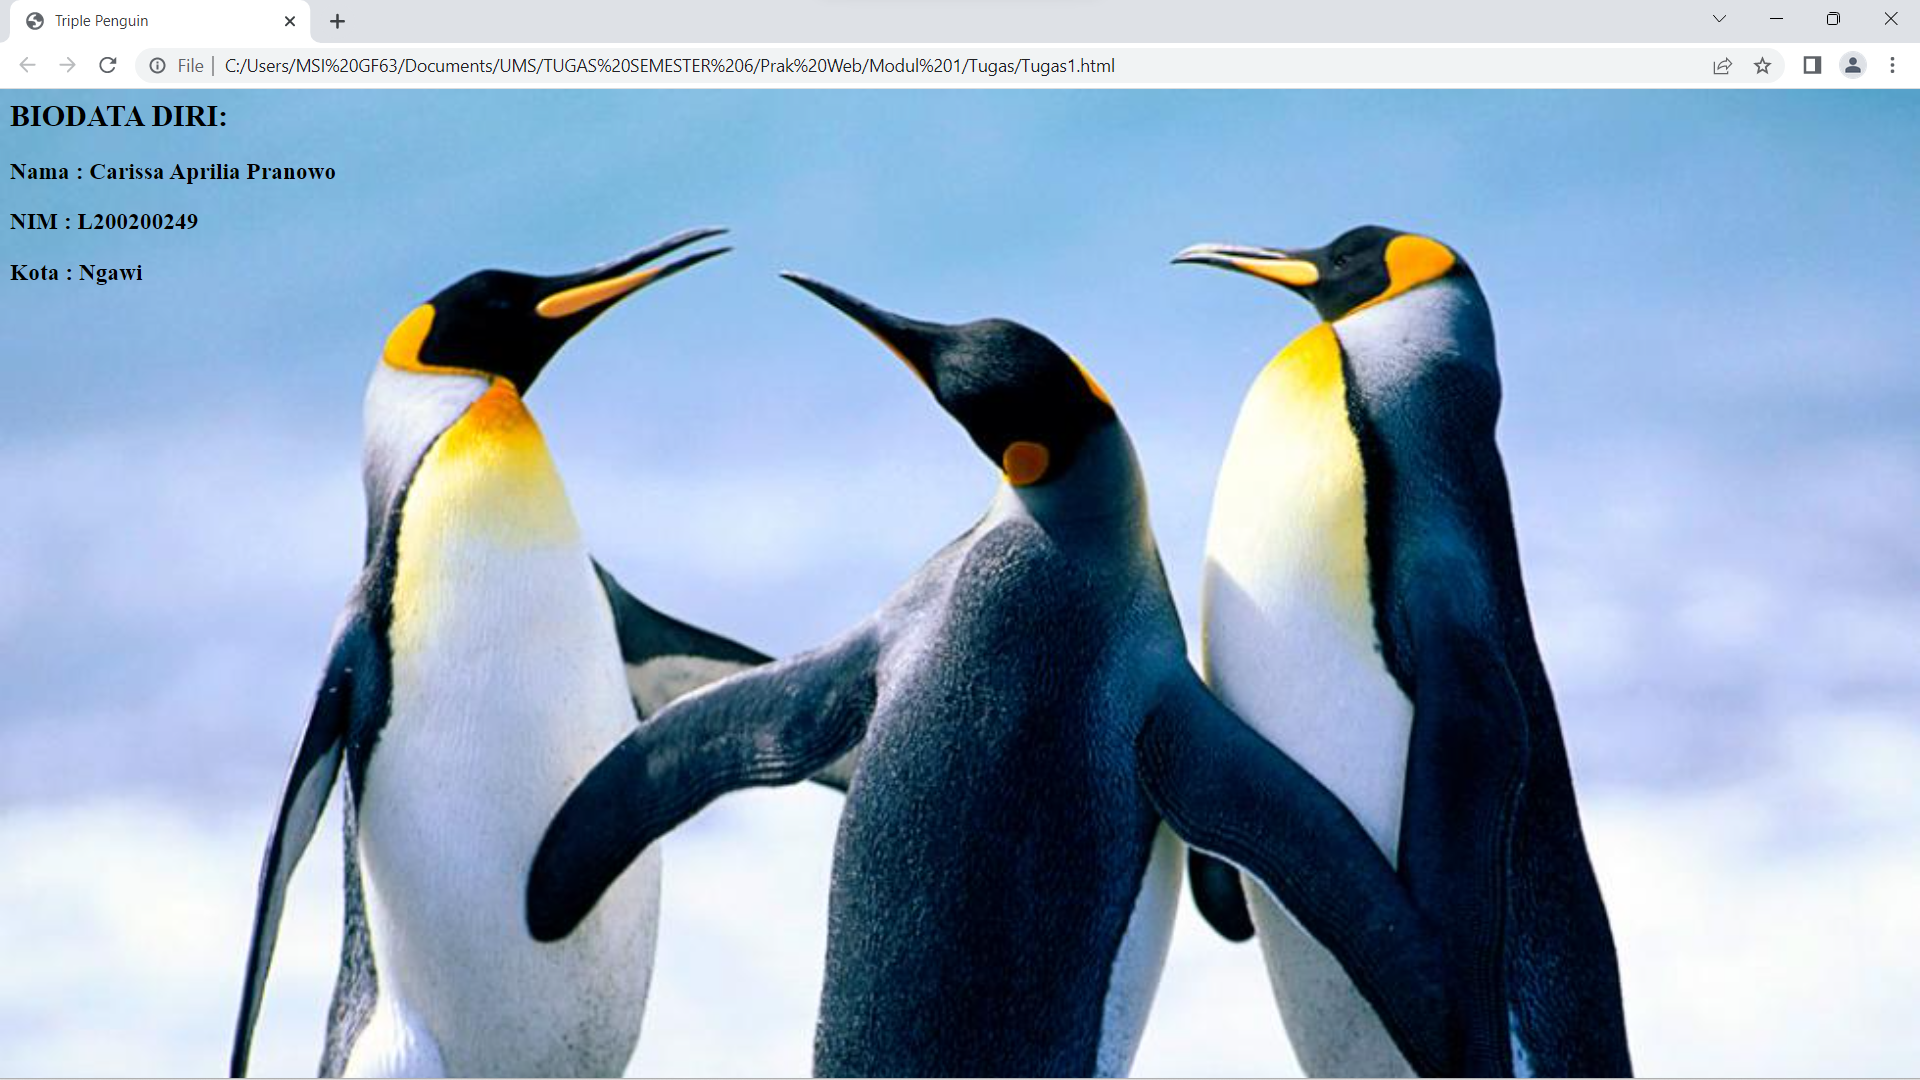 Triple Penguin
File | C:/Users/MSI%20GF63/Documents/UMS/TUGAS%20SEMESTER%206/Prak%20Web/Modul%201/Tugas/Tugas1.html
BIODATA DIRI:
Nama : Carissa Aprilia Pranowo
NIM : L200200249
Kota : Ngawi